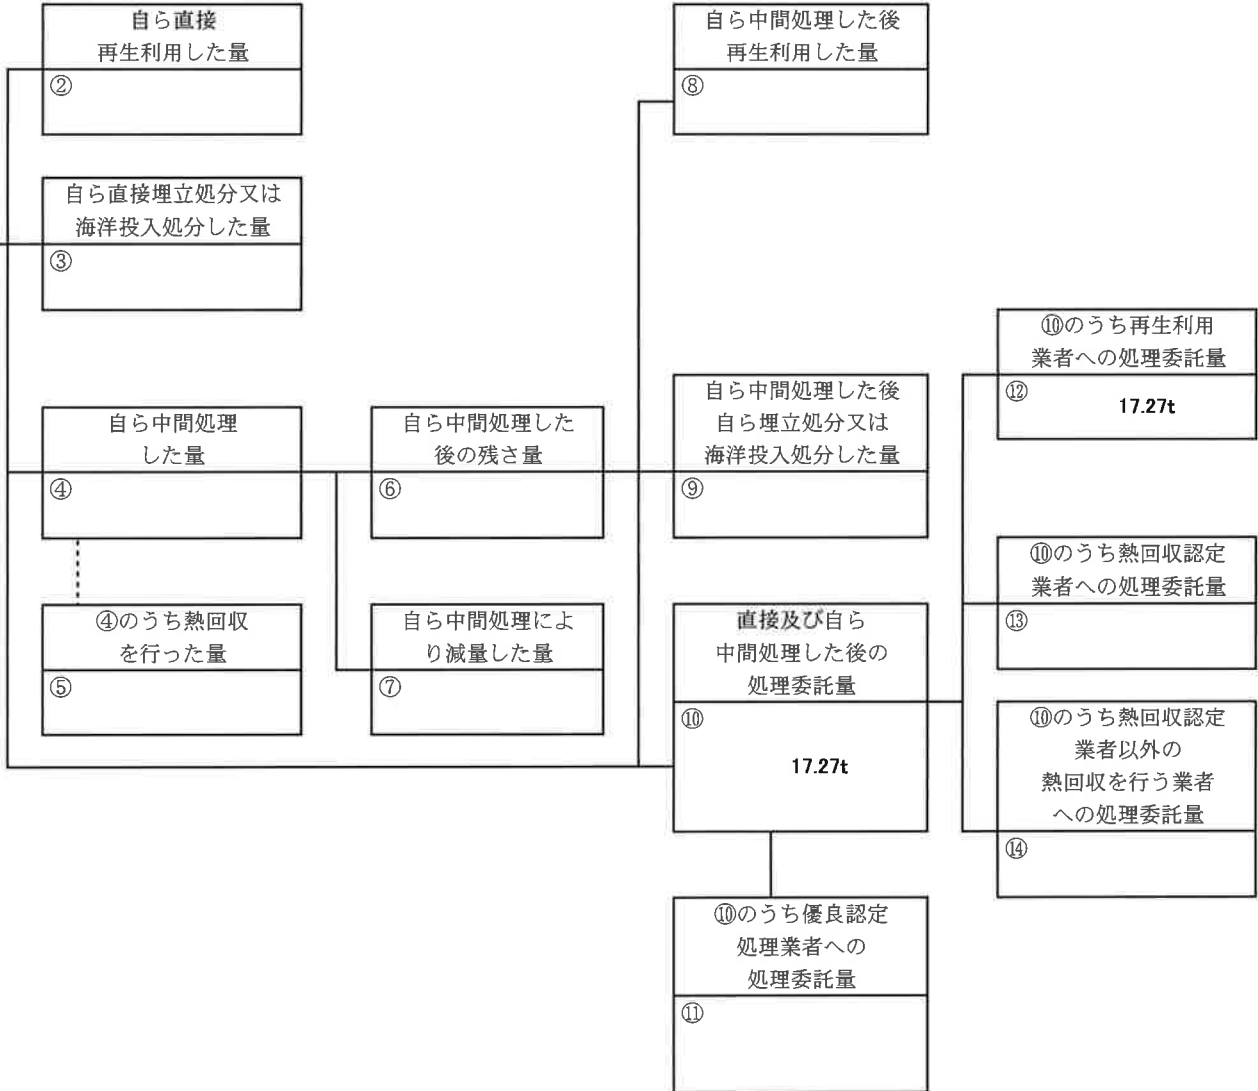 自ら直接
再生利用した量
②
自ら直接埋立処分又は
海洋投入処分した量
③
自ら中間処理
した量
④
④のうち熱回収
を行った量
⑤
自ら中間処理した
後の残さ量
⑥
自ら中間処理によ
り減量した量
⑦
自ら中間処理した後
再生利用した量
⑧
自ら中間処理した後
自ら埋立処分又は
海洋投入処分した量
⑨
直接及び自ら
中間処理した後の
処理委託量
⑩
17.27t
⑩のうち優良認定
処理業者への
処理委託量
⑪
⑩のうち再生利用
業者への処理委託量
⑫
17.27t
⑩のうち熱回収認定
業者への処理委託量
⑬
⑩のうち熱回収認定
業者以外の
熱回収を行う業者
への処理委託量
⑭